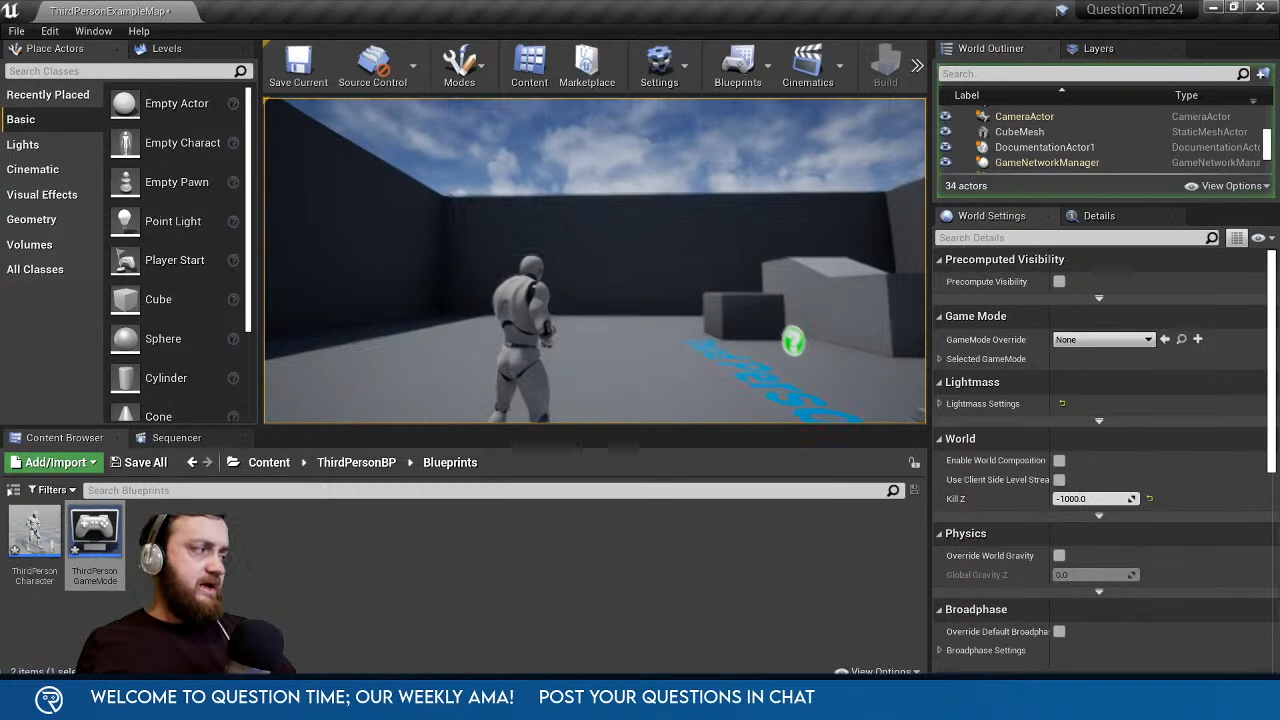 ThirdPersonExampleMap*
QuestionTime24
File Edit Window Help
Place Actors Levels
Search Classes
Recently Placed
Basic
Lights
Cinematic
Visual Effects
Geometry
Volumes
All Classes
Empty Actor
Empty Charact
Empty Pawn
Point Light
Player Start
Cube
Sphere
Cylinder
Cone
Save Current Source Control Modes Content Marketplace Settings Blueprints Cinematics Build
World Outliner Layers
Search...
Label Type
CameraActor CameraActor
CubeMesh StaticMeshActor
DocumentationActor1 DocumentationActo
GameNetworkManager GameNetworkMana
34 actors View Options
World Settings Details
Search Details
Precomputed Visibility
Precompute Visibility
Game Mode
GameMode Override None
Selected GameMode
Lightmass
Lightmass Settings
World
Enable World Composition
Use Client Side Level Strea
Kill Z -1000.0
Physics
Override World Gravity
Global Gravity Z 0.0
Broadphase
Override Default Broadpha
Broadphase Settings
Content Browser Sequencer
Add/Import Save All Content ThirdPersonBP Blueprints
Filters Search Blueprints
ThirdPerson
Character
ThirdPerson
GameMode
2 items (1 sele
View Options
WELCOME TO QUESTION TIME; OUR WEEKLY AMA! POST YOUR QUESTIONS IN CHAT